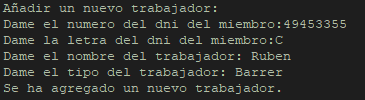 Añadir un nuevo trabajador:
Dame el numero del dni del miembro:49453355
Dame la letra del dni del miembro:C
Dame el nombre del trabajador: Ruben
Dame el tipo del trabajador: Barrer
Se ha agregado un nuevo trabajador.